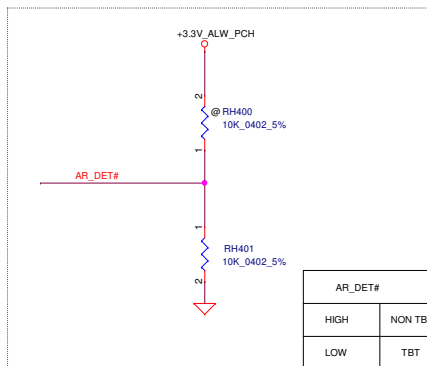 +3.3V_ALW_PCH
2
@ RH400
10K_0402_5%
1
AR_DET#
1
RH401
10K_0402_5%
2
AR_DET#
HIGH NON TB
LOW TBT